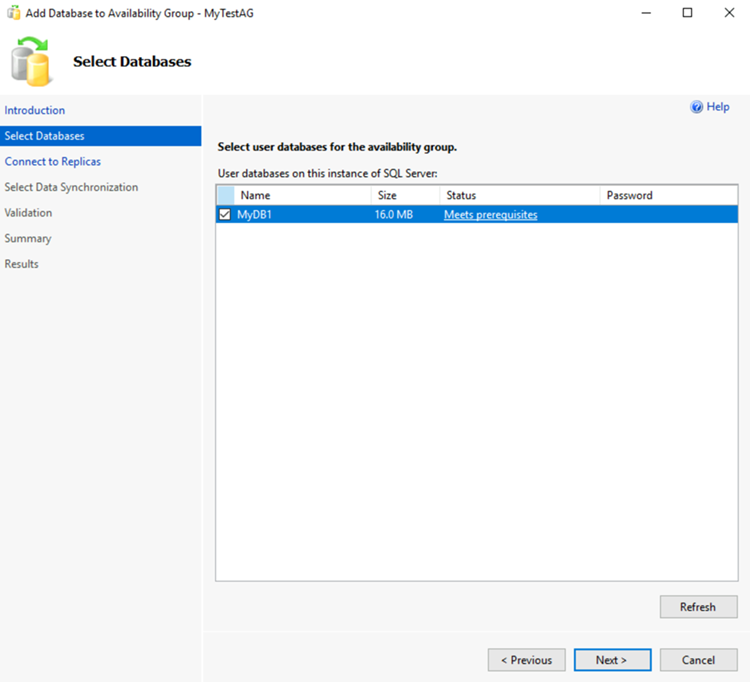 Add Database to Availability Group - MyTestAG
Select Databases
Introduction
Select Databases
Connect to Replicas
Select Data Synchronization
Validation
Summary
Results
Help
Select user databases for the availability group.
User databases on this instance of SQL Server:
Name Size Status Password
MyDB1 16.0 MB Meets prerequisites
Refresh
< Previous Next > Cancel